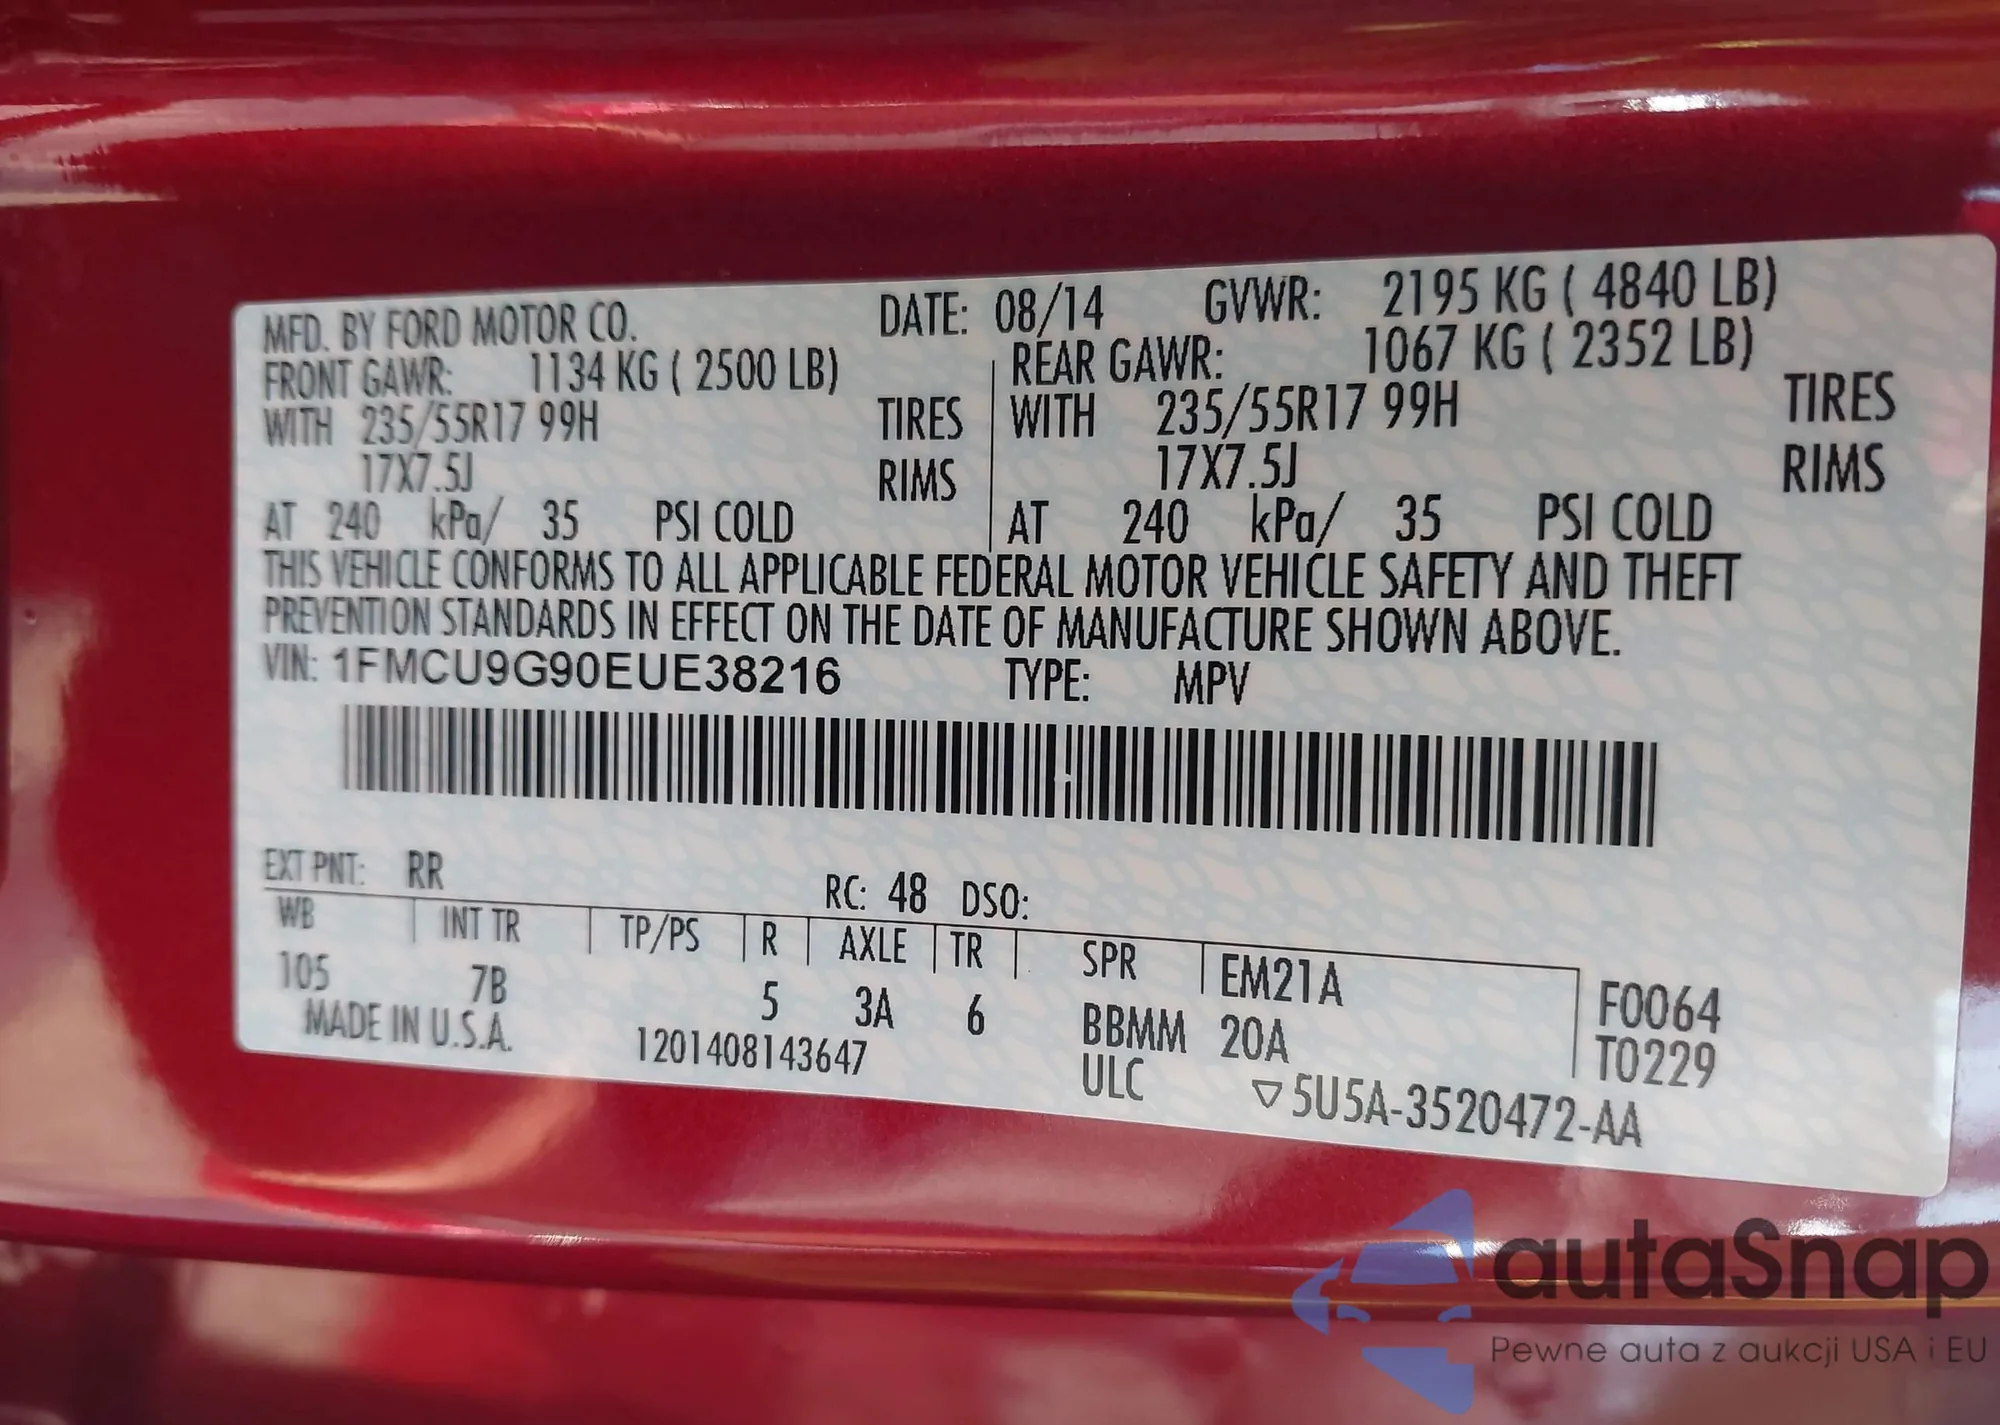 MFD. BY FORD MOTOR CO. DATE: 08/14 GVWR: 2195 KG ( 4840 LB)
FRONT GAWR: 1134 KG ( 2500 LB) REAR GAWR: 1067 KG ( 2352 LB)
WITH 235/55R17 99H TIRES WITH 235/55R17 99H TIRES
17X7.5J RIMS 17X7.5J RIMS
AT 240 kPa/ 35 PSI COLD AT 240 kPa/ 35 PSI COLD
THIS VEHICLE CONFORMS TO ALL APPLICABLE FEDERAL MOTOR VEHICLE SAFETY AND THEFT
PREVENTION STANDARDS IN EFFECT ON THE DATE OF MANUFACTURE SHOWN ABOVE.
VIN: 1FMCU9G90EUE38216 TYPE: MPV
EXT PNT: RR RC: 48 DSO:
WB INT TR TP/PS R AXLE TR SPR EM21A F0064
105 7B 5 3A 6 BBMM 20A T0229
MADE IN U.S.A. 1201408143647 ULC ▽5U5A-3520472-AA
autaSnap
Pewne auta z aukcji USA i EU